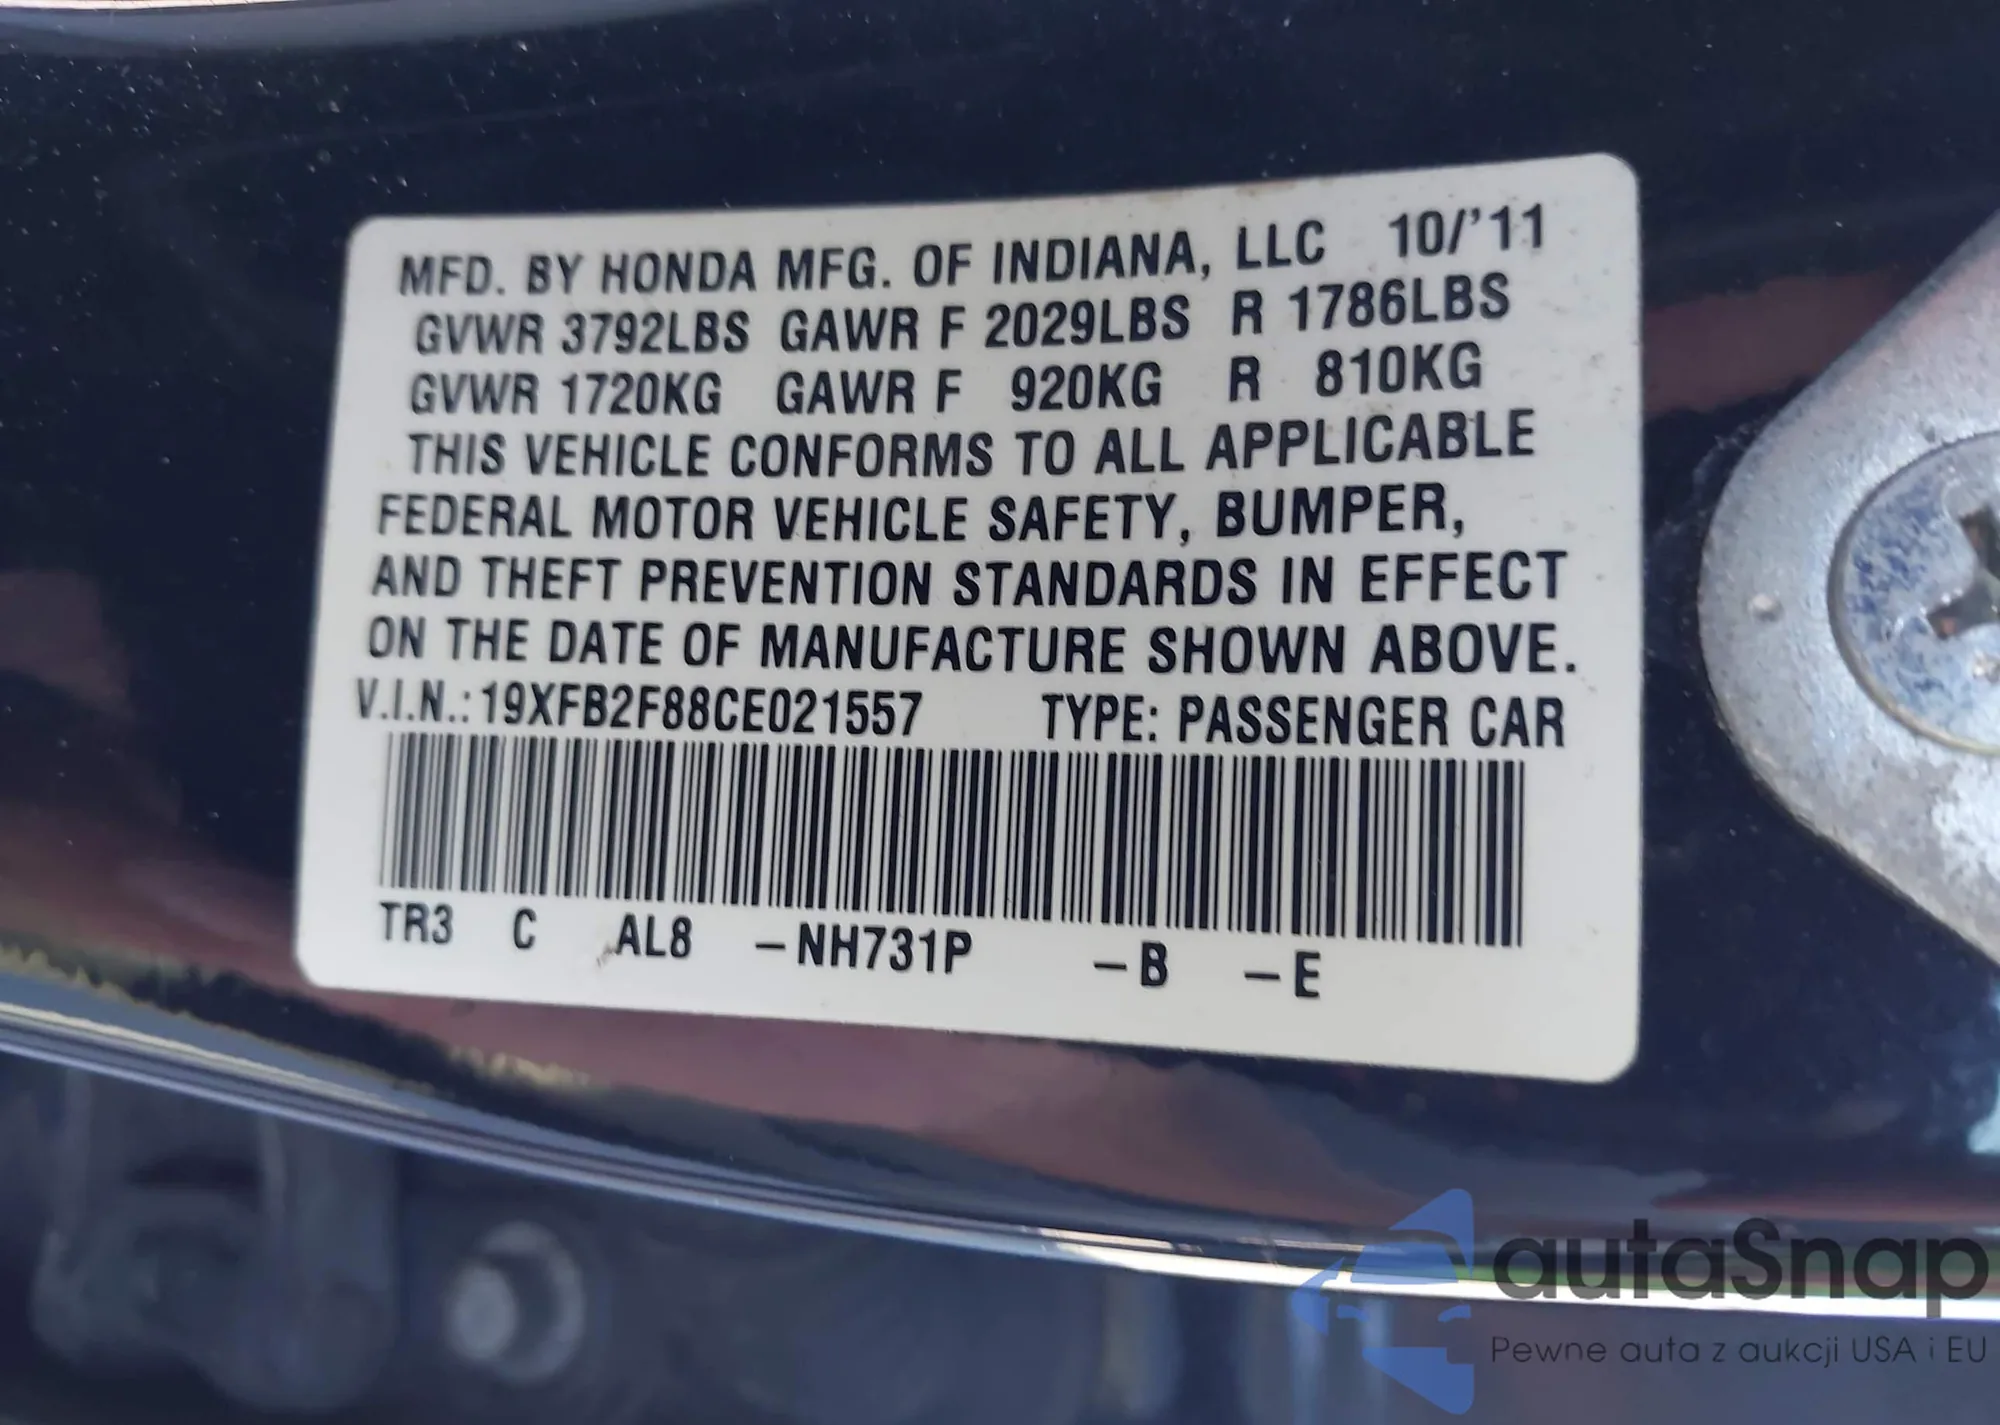 MFD. BY HONDA MFG. OF INDIANA, LLC 10/'11
GVWR 3792LBS GAWR F 2029LBS R 1786LBS
GVWR 1720KG GAWR F 920KG R 810KG
THIS VEHICLE CONFORMS TO ALL APPLICABLE
FEDERAL MOTOR VEHICLE SAFETY, BUMPER,
AND THEFT PREVENTION STANDARDS IN EFFECT
ON THE DATE OF MANUFACTURE SHOWN ABOVE.
V.I.N.: 19XFB2F88CE021557 TYPE: PASSENGER CAR
TR3 C AL8 –NH731P –B –E
autaSnap
Pewne auta z aukcji USA i EU